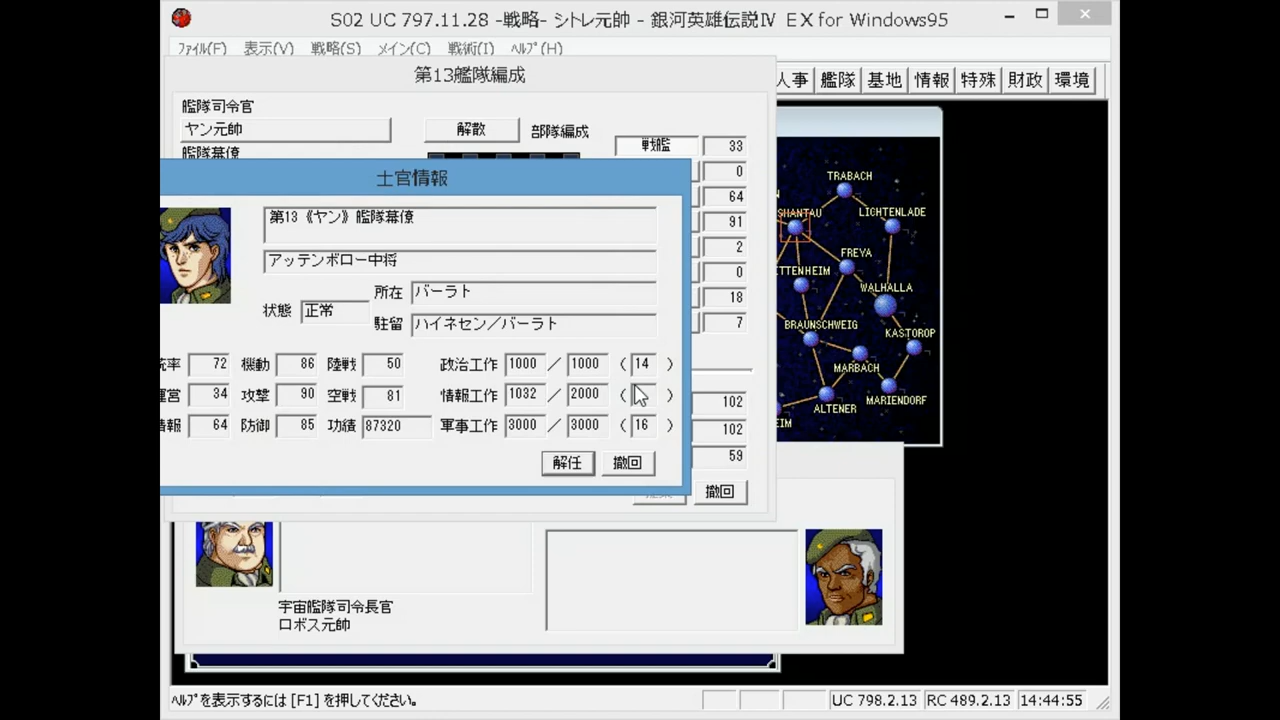 S02 UC 797.11.28 -戦略- シトレ元帥 - 銀河英雄伝説Ⅳ EX for Windows95
ﾌｧｲﾙ(F) 表示(V) 戦略(S) メイン(C) 戦術(I) ﾍﾙﾌﾟ(H)
人事 艦隊 基地 情報 特殊 財政 環境
第13艦隊編成
艦隊司令官
ヤン元帥
解散 部隊編成
艦隊幕僚
戦艦 33
0
64
91
2
0
18
7
102
102
59
撤回
士官情報
第13《ヤン》艦隊幕僚
アッテンボロー中将
状態 正常
所在 バーラト
駐留 ハイネセン／バーラト
率 72 機動 86 陸戦 50 政治工作 1000 ／ 1000 （ 14 ）
運営 34 攻撃 90 空戦 81 情報工作 1032 ／ 2000 （ ）
情報 64 防御 85 功績 87320 軍事工作 3000 ／ 3000 （ 16 ）
解任 撤回
TRABACH
SHANTAU
LICHTENLADE
FREYA
WALHALLA
BRAUNSCHWEIG
KASTOROP
MARBACH
MARIENDORF
ALTENER
宇宙艦隊司令長官
ロボス元帥
ﾍﾙﾌﾟを表示するには [F1] を押してください。
UC 798.2.13 RC 489.2.13 14:44:55